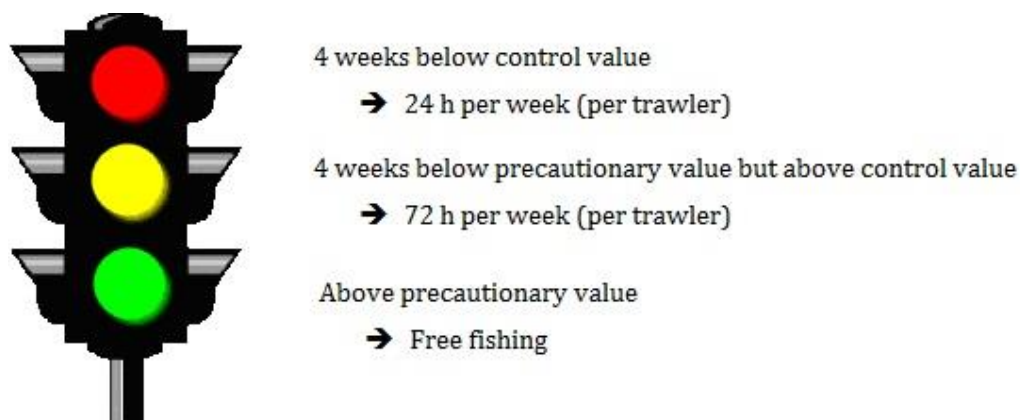 4 weeks below control value
➔ 24 h per week (per trawler)
4 weeks below precautionary value but above control value
➔ 72 h per week (per trawler)
Above precautionary value
➔ Free fishing